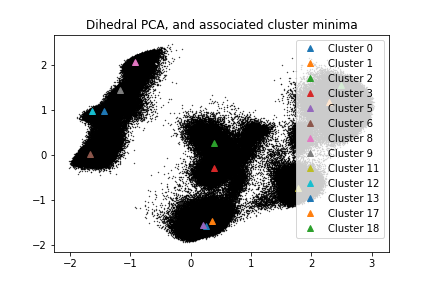 Dihedral PCA, and associated cluster minima
Cluster 0
Cluster 1
Cluster 2
Cluster 3
Cluster 5
Cluster 6
Cluster 8
Cluster 9
Cluster 11
Cluster 12
Cluster 13
Cluster 17
Cluster 18
2
1
0
−1
−2
−2
−1
0
1
2
3